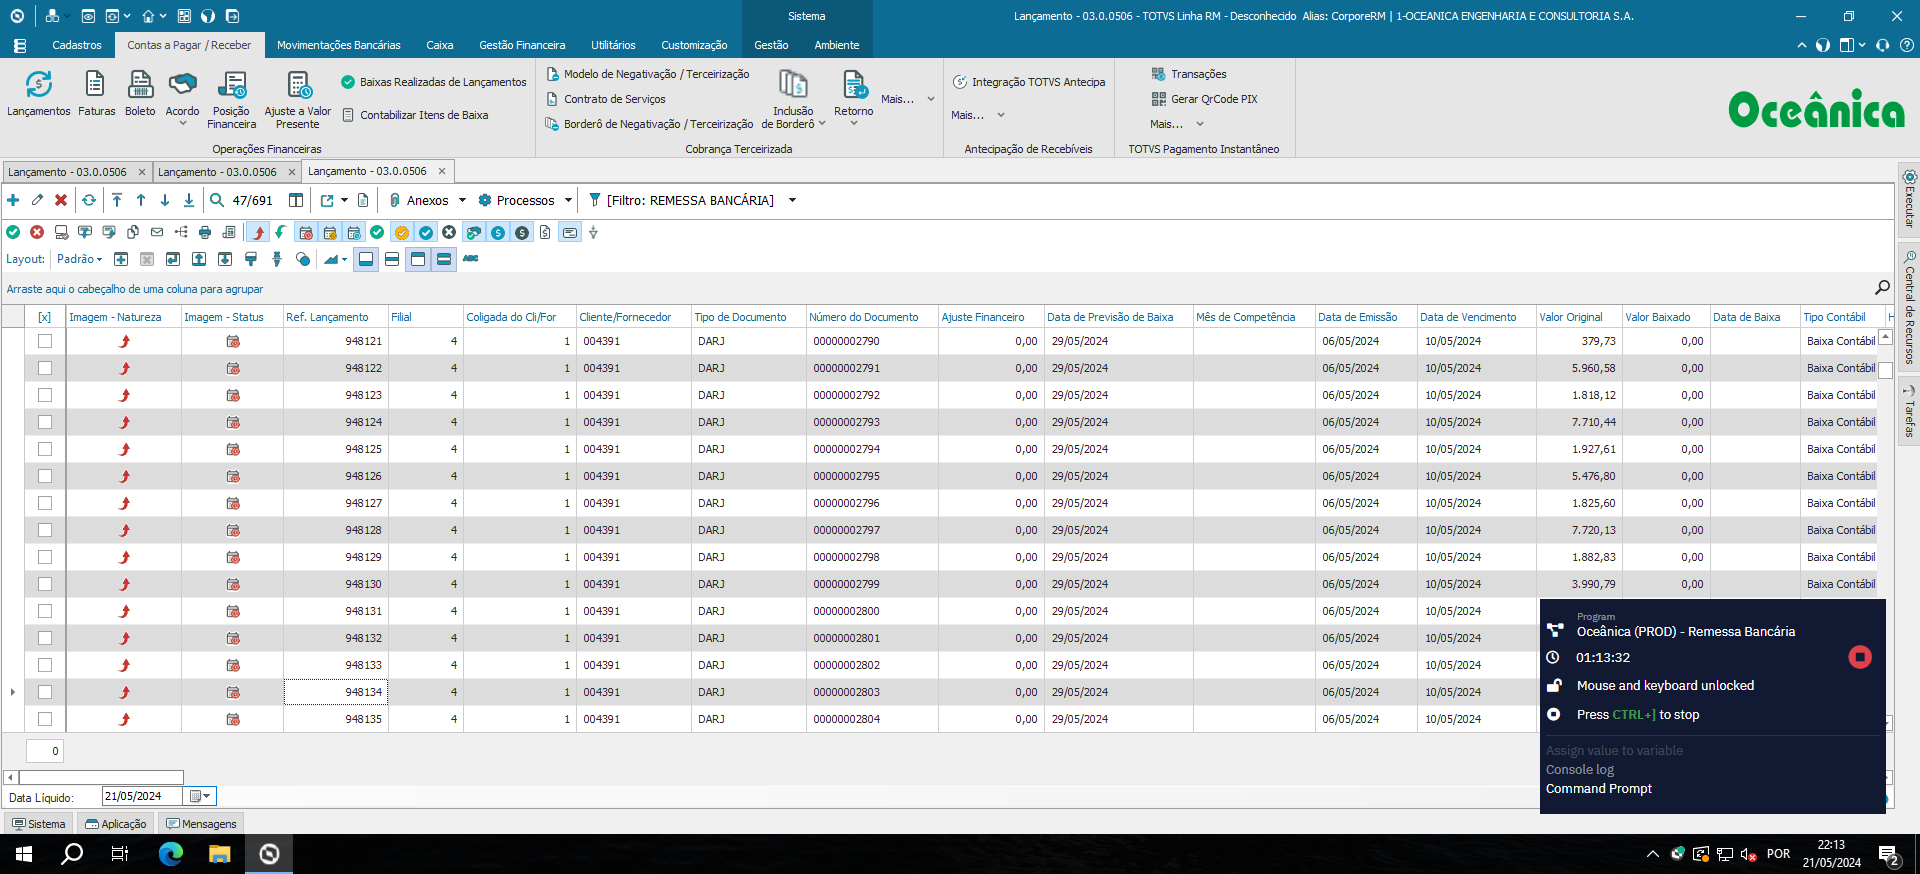 Sistema
Lançamento - 03.0.0506 - TOTVS Linha RM - Desconhecido  Alias: CorporeRM | 1-OCEANICA ENGENHARIA E CONSULTORIA S.A.
Cadastros
Contas a Pagar / Receber
Movimentações Bancárias
Caixa
Gestão Financeira
Utilitários
Customização
Gestão
Ambiente
Lançamentos
Faturas
Boleto
Acordo
Posição Financeira
Ajuste a Valor Presente
Baixas Realizadas de Lançamentos
Contabilizar Itens de Baixa
Operações Financeiras
Modelo de Negativação / Terceirização
Contrato de Serviços
Borderô de Negativação / Terceirização
Inclusão de Borderô
Retorno
Mais...
Cobrança Terceirizada
Integração TOTVS Antecipa
Mais...
Antecipação de Recebíveis
Transações
Gerar QrCode PIX
Mais...
TOTVS Pagamento Instantâneo
Oceânica
Lançamento - 03.0.0506 Lançamento - 03.0.0506 Lançamento - 03.0.0506
47/691 Anexos Processos [Filtro: REMESSA BANCÁRIA]
Layout: Padrão ABC
Arraste aqui o cabeçalho de uma coluna para agrupar
[x] Imagem - Natureza Imagem - Status Ref. Lançamento Filial Coligada do Cli/For Cliente/Fornecedor Tipo de Documento Número do Documento Ajuste Financeiro Data de Previsão de Baixa Mês de Competência Data de Emissão Data de Vencimento Valor Original Valor Baixado Data de Baixa Tipo Contábil H
948121 4 1 004391 DARJ 00000002790 0,00 29/05/2024 06/05/2024 10/05/2024 379,73 0,00 Baixa Contábil
948122 4 1 004391 DARJ 00000002791 0,00 29/05/2024 06/05/2024 10/05/2024 5.960,58 0,00 Baixa Contábil
948123 4 1 004391 DARJ 00000002792 0,00 29/05/2024 06/05/2024 10/05/2024 1.818,12 0,00 Baixa Contábil
948124 4 1 004391 DARJ 00000002793 0,00 29/05/2024 06/05/2024 10/05/2024 7.710,44 0,00 Baixa Contábil
948125 4 1 004391 DARJ 00000002794 0,00 29/05/2024 06/05/2024 10/05/2024 1.927,61 0,00 Baixa Contábil
948126 4 1 004391 DARJ 00000002795 0,00 29/05/2024 06/05/2024 10/05/2024 5.476,80 0,00 Baixa Contábil
948127 4 1 004391 DARJ 00000002796 0,00 29/05/2024 06/05/2024 10/05/2024 1.825,60 0,00 Baixa Contábil
948128 4 1 004391 DARJ 00000002797 0,00 29/05/2024 06/05/2024 10/05/2024 7.720,13 0,00 Baixa Contábil
948129 4 1 004391 DARJ 00000002798 0,00 29/05/2024 06/05/2024 10/05/2024 1.882,83 0,00 Baixa Contábil
948130 4 1 004391 DARJ 00000002799 0,00 29/05/2024 06/05/2024 10/05/2024 3.990,79 0,00 Baixa Contábil
948131 4 1 004391 DARJ 00000002800 0,00 29/05/2024 06/05/2024 10/05/2024
948132 4 1 004391 DARJ 00000002801 0,00 29/05/2024 06/05/2024 10/05/2024
948133 4 1 004391 DARJ 00000002802 0,00 29/05/2024 06/05/2024 10/05/2024
948134 4 1 004391 DARJ 00000002803 0,00 29/05/2024 06/05/2024 10/05/2024
948135 4 1 004391 DARJ 00000002804 0,00 29/05/2024 06/05/2024 10/05/2024
0
Data Líquido: 21/05/2024
Sistema Aplicação Mensagens
Executar
Central de Recursos
Tarefas
Program
Oceânica (PROD) - Remessa Bancária
01:13:32
Mouse and keyboard unlocked
Press CTRL+] to stop
Assign value to variable
Console log
Command Prompt
POR
22:13
21/05/2024
2